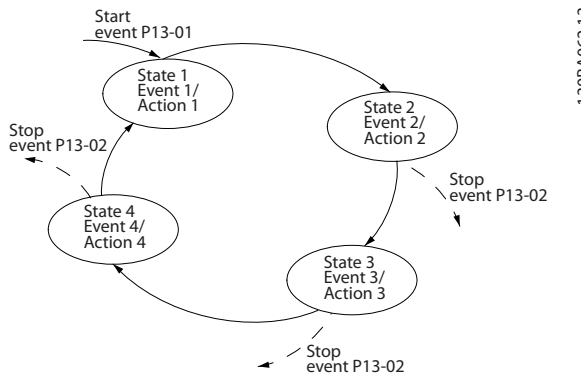 Start
event P13-01
State 1
Event 1/
Action 1
State 2
Event 2/
Action 2
Stop
event P13-02
State 3
Event 3/
Action 3
Stop
event P13-02
State 4
Event 4/
Action 4
Stop
event P13-02